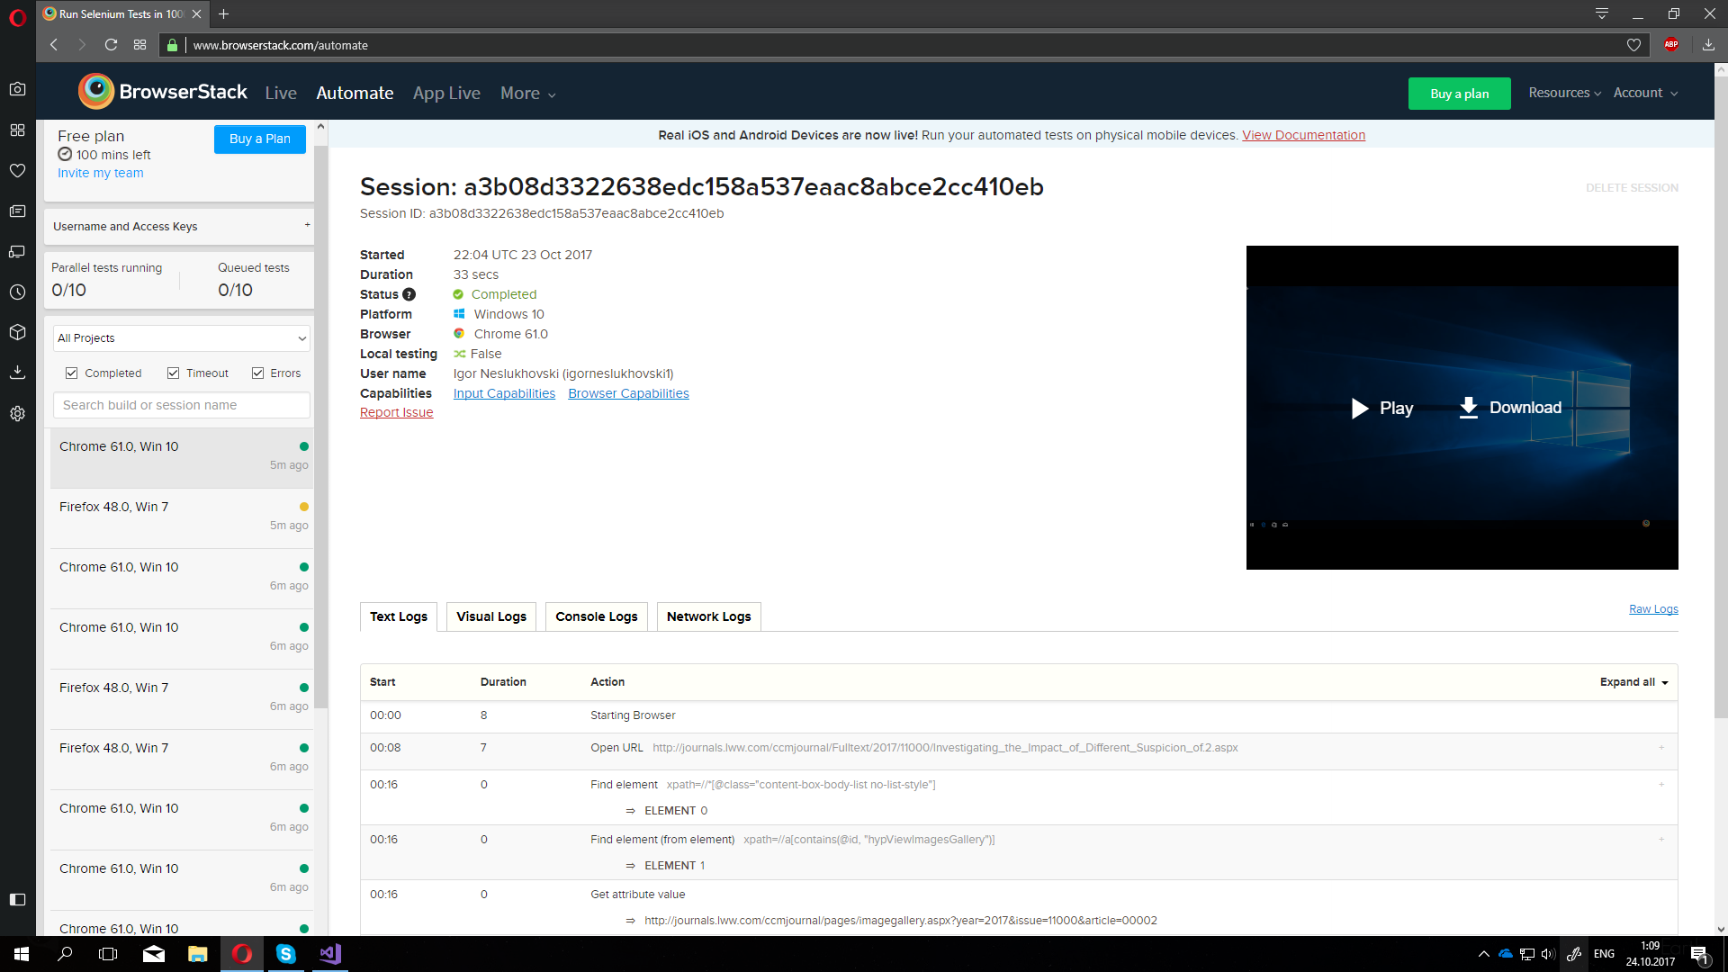 Run Selenium Tests in 100
www.browserstack.com/automate
ABP
BrowserStack Live Automate App Live More
Buy a plan Resources Account
Free plan
100 mins left
Invite my team
Buy a Plan
Real iOS and Android Devices are now live! Run your automated tests on physical mobile devices. View Documentation
Username and Access Keys +
Parallel tests running
0/10
Queued tests
0/10
All Projects
Completed Timeout Errors
Search build or session name
Chrome 61.0, Win 10
5m ago
Firefox 48.0, Win 7
5m ago
Chrome 61.0, Win 10
6m ago
Chrome 61.0, Win 10
6m ago
Firefox 48.0, Win 7
6m ago
Firefox 48.0, Win 7
6m ago
Chrome 61.0, Win 10
6m ago
Chrome 61.0, Win 10
6m ago
Chrome 61.0, Win 10
Session: a3b08d3322638edc158a537eaac8abce2cc410eb
DELETE SESSION
Session ID: a3b08d3322638edc158a537eaac8abce2cc410eb
Started 22:04 UTC 23 Oct 2017
Duration 33 secs
Status ? Completed
Platform Windows 10
Browser Chrome 61.0
Local testing False
User name Igor Neslukhovski (igorneslukhovski1)
Capabilities Input Capabilities Browser Capabilities
Report Issue
Play Download
Text Logs Visual Logs Console Logs Network Logs
Raw Logs
Start Duration Action Expand all
00:00 8 Starting Browser
00:08 7 Open URL http://journals.lww.com/ccmjournal/Fulltext/2017/11000/Investigating_the_Impact_of_Different_Suspicion_of.2.aspx +
00:16 0 Find element xpath=//*[@class="content-box-body-list no-list-style"] +
⇒ ELEMENT 0
00:16 0 Find element (from element) xpath=//a[contains(@id, "hypViewImagesGallery")] +
⇒ ELEMENT 1
00:16 0 Get attribute value
⇒ http://journals.lww.com/ccmjournal/pages/imagegallery.aspx?year=2017&issue=11000&article=00002
ENG
1:09
24.10.2017
1